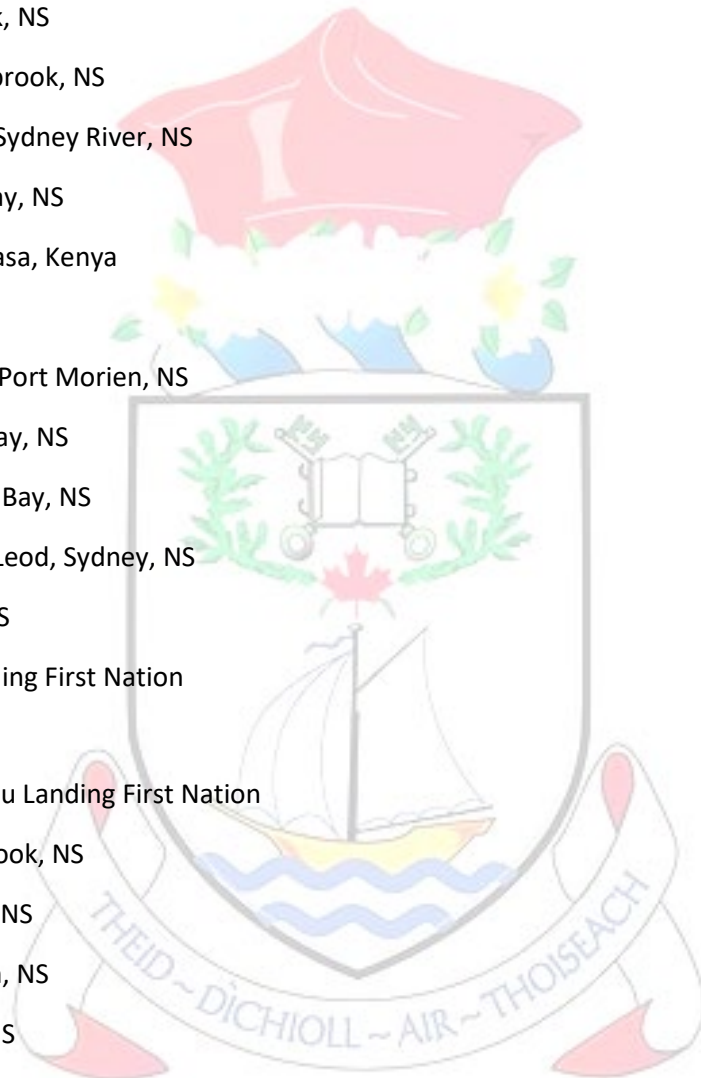 k, NS
brook, NS
Sydney River, NS
ny, NS
asa, Kenya
Port Morien, NS
ay, NS
Bay, NS
Leod, Sydney, NS
S
ing First Nation
u Landing First Nation
ook, NS
NS
, NS
S
THEID ~ DÌCHIOLL ~ AIR ~ THOISEACH